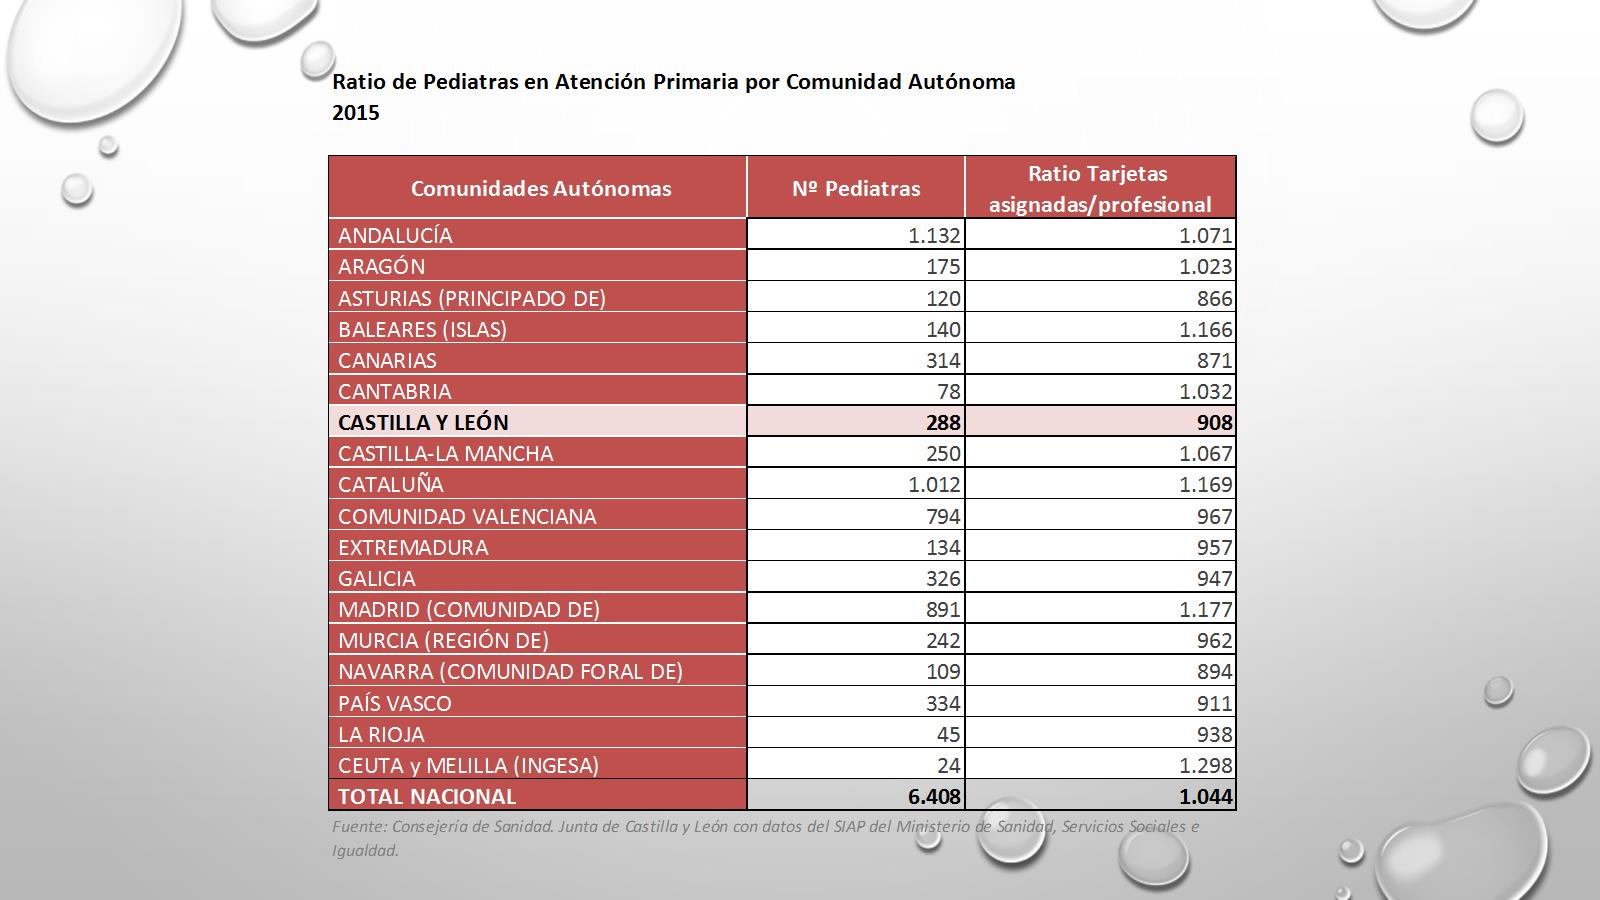 Ratio de Pediatras en Atención Primaria por Comunidad Autónoma
2015
Comunidades Autónomas Nº Pediatras Ratio Tarjetas asignadas/profesional
ANDALUCÍA 1.132 1.071
ARAGÓN 175 1.023
ASTURIAS (PRINCIPADO DE) 120 866
BALEARES (ISLAS) 140 1.166
CANARIAS 314 871
CANTABRIA 78 1.032
CASTILLA Y LEÓN 288 908
CASTILLA-LA MANCHA 250 1.067
CATALUÑA 1.012 1.169
COMUNIDAD VALENCIANA 794 967
EXTREMADURA 134 957
GALICIA 326 947
MADRID (COMUNIDAD DE) 891 1.177
MURCIA (REGIÓN DE) 242 962
NAVARRA (COMUNIDAD FORAL DE) 109 894
PAÍS VASCO 334 911
LA RIOJA 45 938
CEUTA y MELILLA (INGESA) 24 1.298
TOTAL NACIONAL 6.408 1.044
Fuente: Consejería de Sanidad. Junta de Castilla y León con datos del SIAP del Ministerio de Sanidad, Servicios Sociales e
Igualdad.